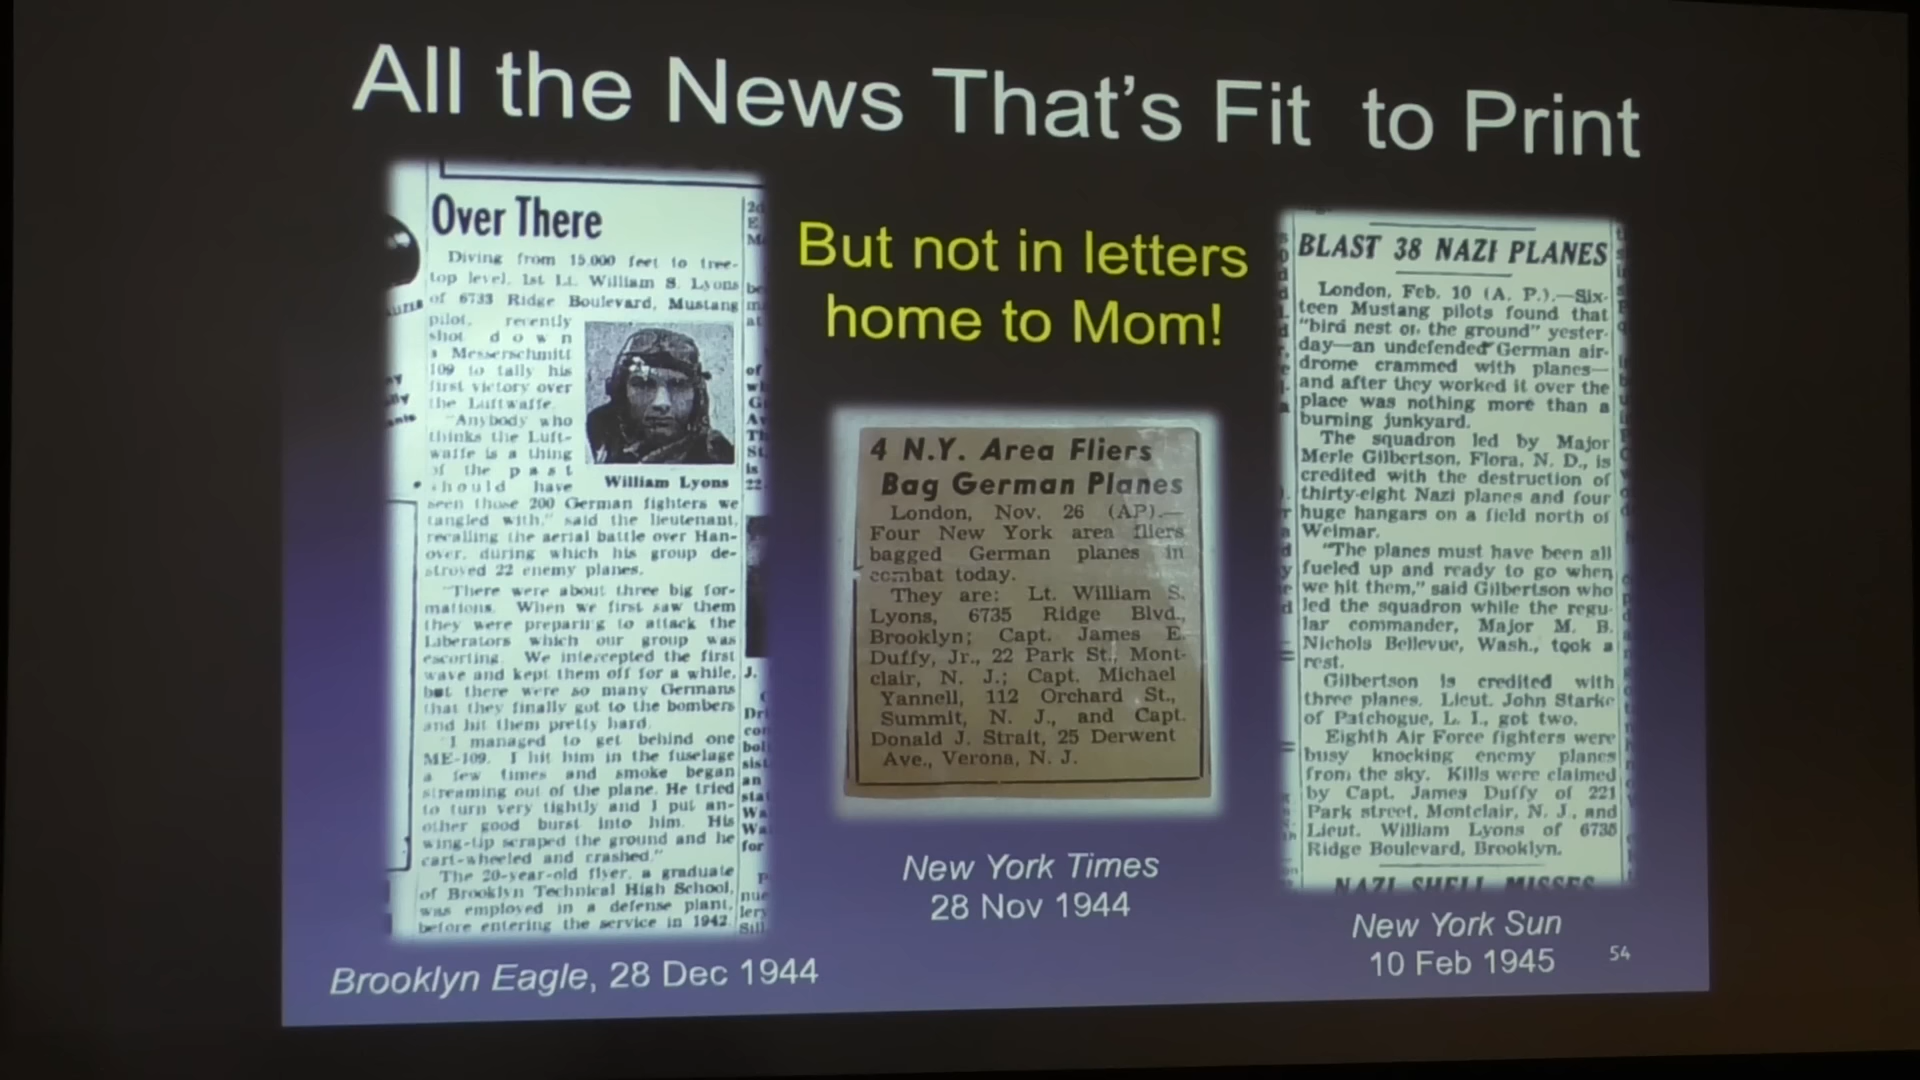 All the News That's Fit to Print
Over There
Diving from 15,000 feet to tree-
top level, 1st Lt. William S. Lyons
of 6733 Ridge Boulevard, Mustang
pilot, recently
shot down
a Messerschmitt
109 to tally his
first victory over
the Luftwaffe.
"Anybody who
thinks the Luft-
waffe is a thing
of the past
should have
William Lyons
seen those 200 German fighters we
tangled with," said the lieutenant,
recalling the aerial battle over Han-
over, during which his group de-
stroyed 22 enemy planes.
"There were about three big for-
mations. When we first saw them
they were preparing to attack the
Liberators which our group was
escorting. We intercepted the first
wave and kept them off for a while,
but there were so many Germans
that they finally got to the bombers
and hit them pretty hard.
"I managed to get behind one
ME-109. I hit him in the fuselage
a few times and smoke began
streaming out of the plane. He tried
to turn very tightly and I put an-
other good burst into him. His
wing-tip scraped the ground and he
cart-wheeled and crashed."
The 20-year-old flyer, a graduate
of Brooklyn Technical High School,
was employed in a defense plant,
before entering the service in 1942.
Brooklyn Eagle, 28 Dec 1944
But not in letters
home to Mom!
4 N.Y. Area Fliers
Bag German Planes
London, Nov. 26 (AP).—
Four New York area fliers
bagged German planes in
combat today.
They are: Lt. William S.
Lyons, 6735 Ridge Blvd.,
Brooklyn; Capt. James E.
Duffy, Jr., 22 Park St., Mont-
clair, N. J.; Capt. Michael
Yannell, 112 Orchard St.,
Summit, N. J., and Capt.
Donald J. Strait, 25 Derwent
Ave., Verona, N. J.
New York Times
28 Nov 1944
BLAST 38 NAZI PLANES
London, Feb. 10 (A. P.).—Six-
teen Mustang pilots found that
"bird nest on the ground" yester-
day—an undefended German air-
drome crammed with planes—
and after they worked it over the
place was nothing more than a
burning junkyard.
The squadron led by Major
Merle Gilbertson, Flora, N. D., is
credited with the destruction of
thirty-eight Nazi planes and four
huge hangars on a field north of
Weimar.
"The planes must have been all
fueled up and ready to go when
we hit them," said Gilbertson who
led the squadron while the regu-
lar commander, Major M. B.
Nichols Bellevue, Wash., took a
rest.
Gilbertson is credited with
three planes. Lieut. John Starke
of Patchogue, L. I., got two.
Eighth Air Force fighters were
busy knocking enemy planes
from the sky. Kills were claimed
by Capt. James Duffy of 221
Park street, Montclair, N. J., and
Lieut. William Lyons of 6735
Ridge Boulevard, Brooklyn.
NAZI SHELL MISSES
New York Sun
10 Feb 1945
54